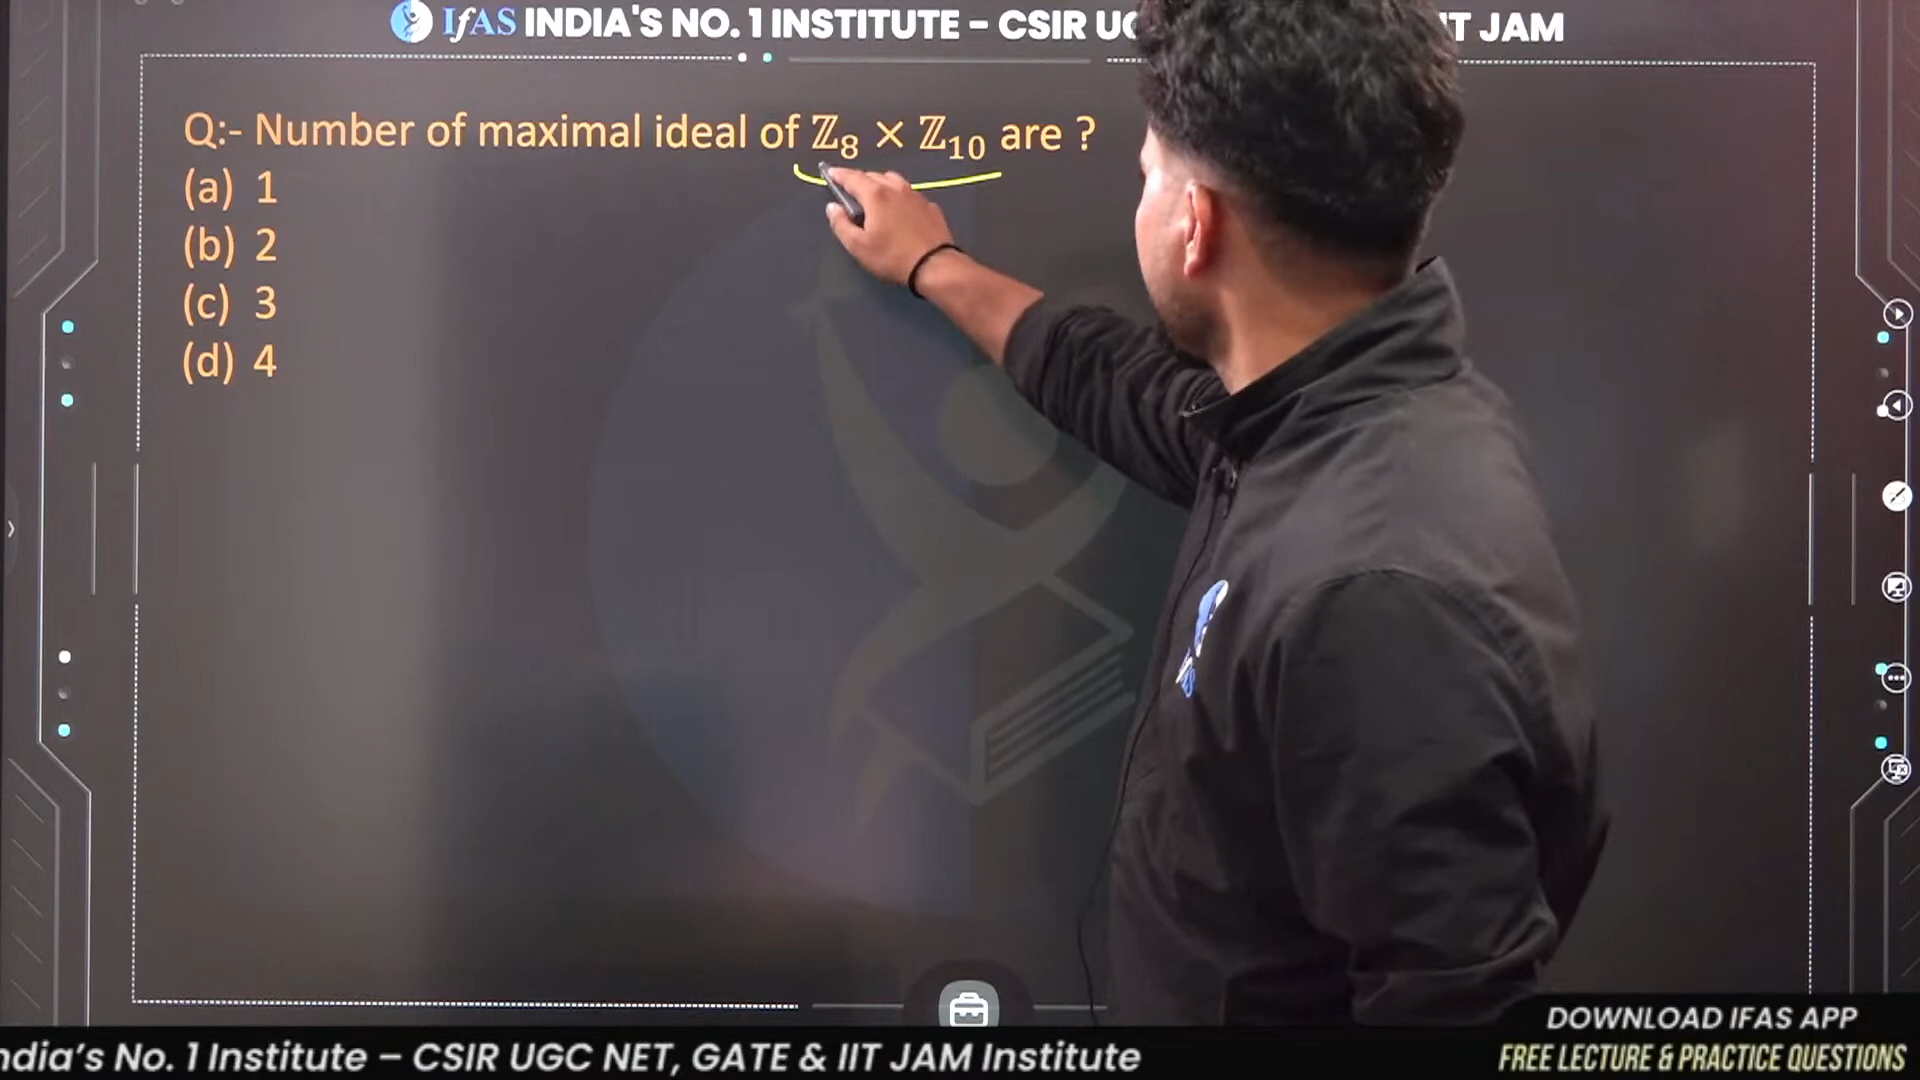 IfAS INDIA'S NO. 1 INSTITUTE – CSIR UG
IT JAM
Q:- Number of maximal ideal of ℤ₈ × ℤ₁₀ are ?
(a) 1
(b) 2
(c) 3
(d) 4
DOWNLOAD IFAS APP
ndia's No. 1 Institute – CSIR UGC NET, GATE & IIT JAM Institute
FREE LECTURE & PRACTICE QUESTIONS